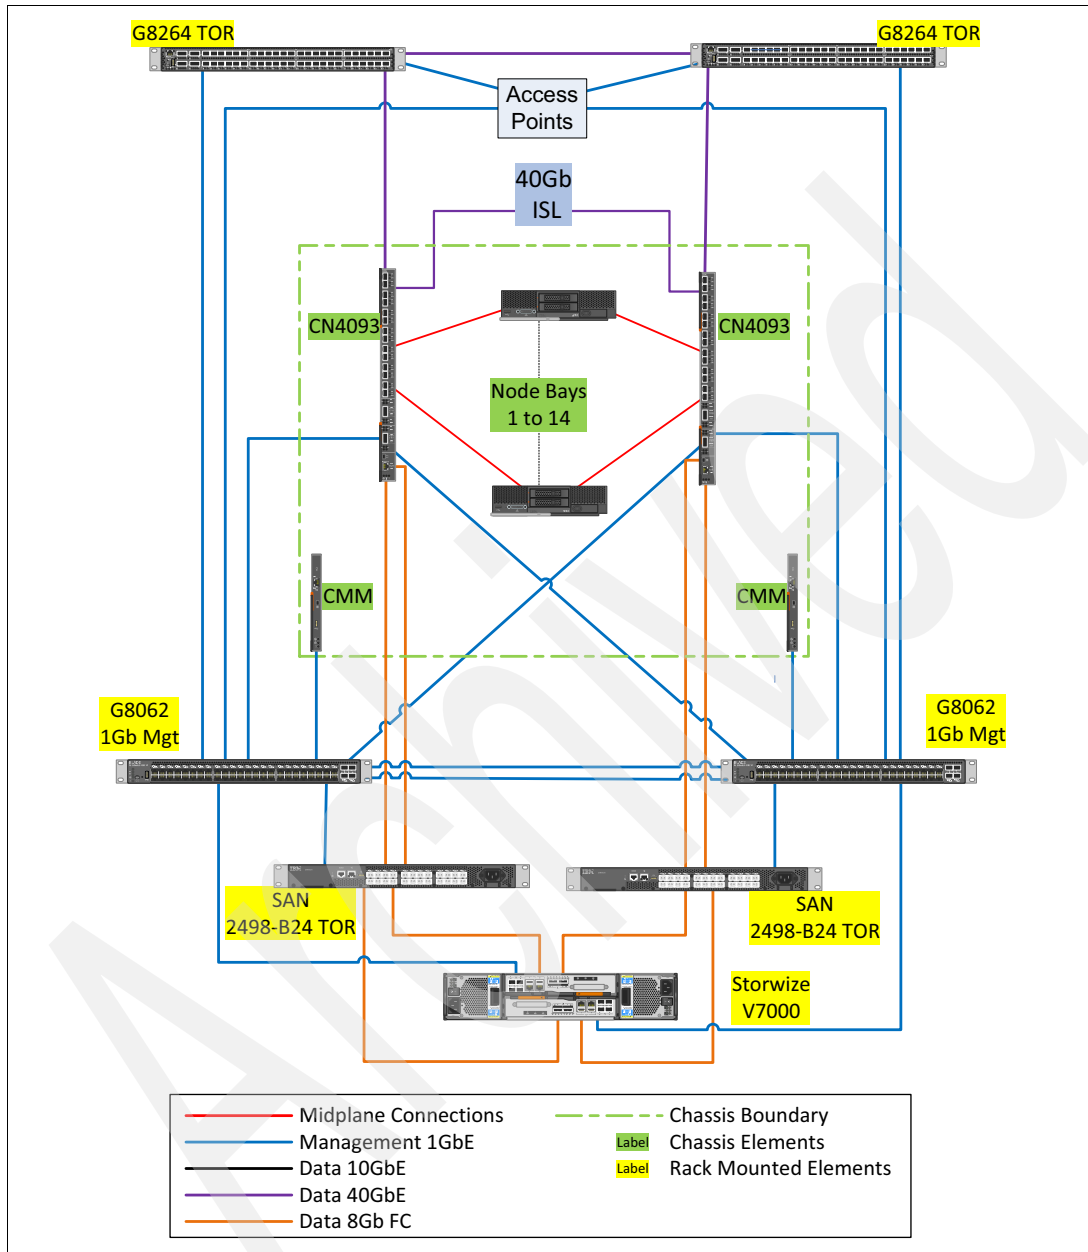 G8264 TOR
G8264 TOR
Access
Points
40Gb
ISL
CN4093
CN4093
Node Bays
1 to 14
CMM
CMM
G8062
1Gb Mgt
G8062
1Gb Mgt
SAN
2498-B24 TOR
SAN
2498-B24 TOR
Storwize
V7000
Midplane Connections
Management 1GbE
Data 10GbE
Data 40GbE
Data 8Gb FC
Chassis Boundary
Label Chassis Elements
Label Rack Mounted Elements
Archived